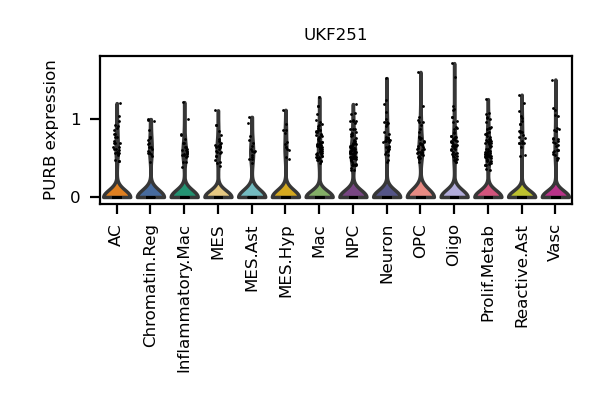 UKF251
PURB expression
1
0
AC
Chromatin.Reg
Inflammatory.Mac
MES
MES.Ast
MES.Hyp
Mac
NPC
Neuron
OPC
Oligo
Prolif.Metab
Reactive.Ast
Vasc